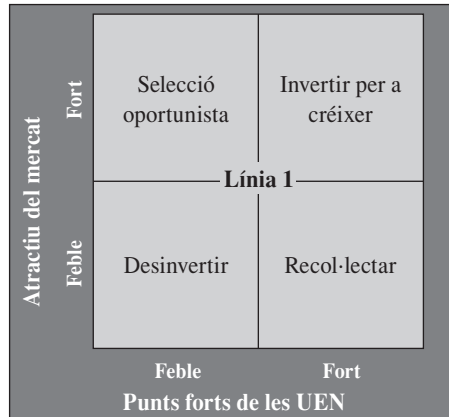 Atractiu del mercat
Fort
Feble
Selecció
oportunista
Invertir per a
créixer
Línia 1
Desinvertir
Recol·lectar
Feble
Fort
Punts forts de les UEN